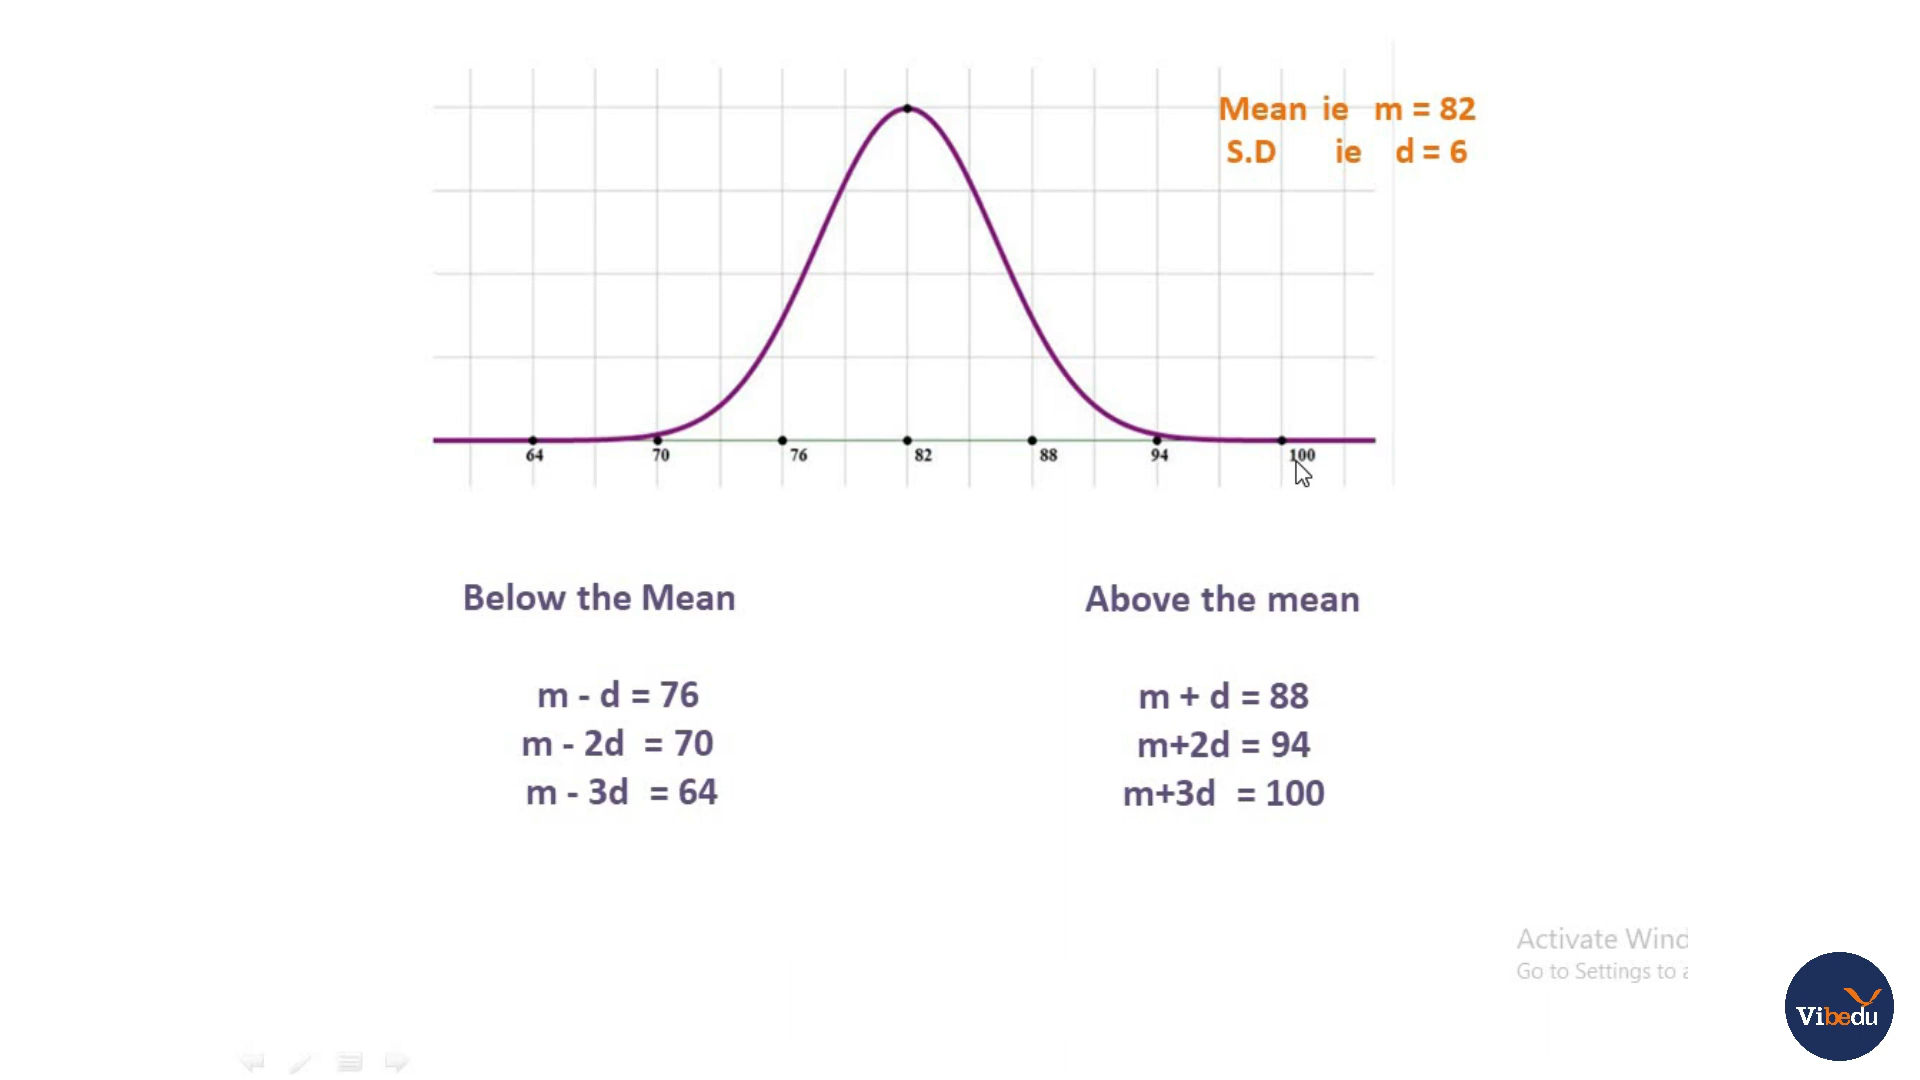 Mean ie m = 82
S.D ie d = 6
64 70 76 82 88 94 100
Below the Mean
m - d = 76
m - 2d = 70
m - 3d = 64
Above the mean
m + d = 88
m+2d = 94
m+3d = 100
Activate Wind
Go to Settings to a
Vibedu